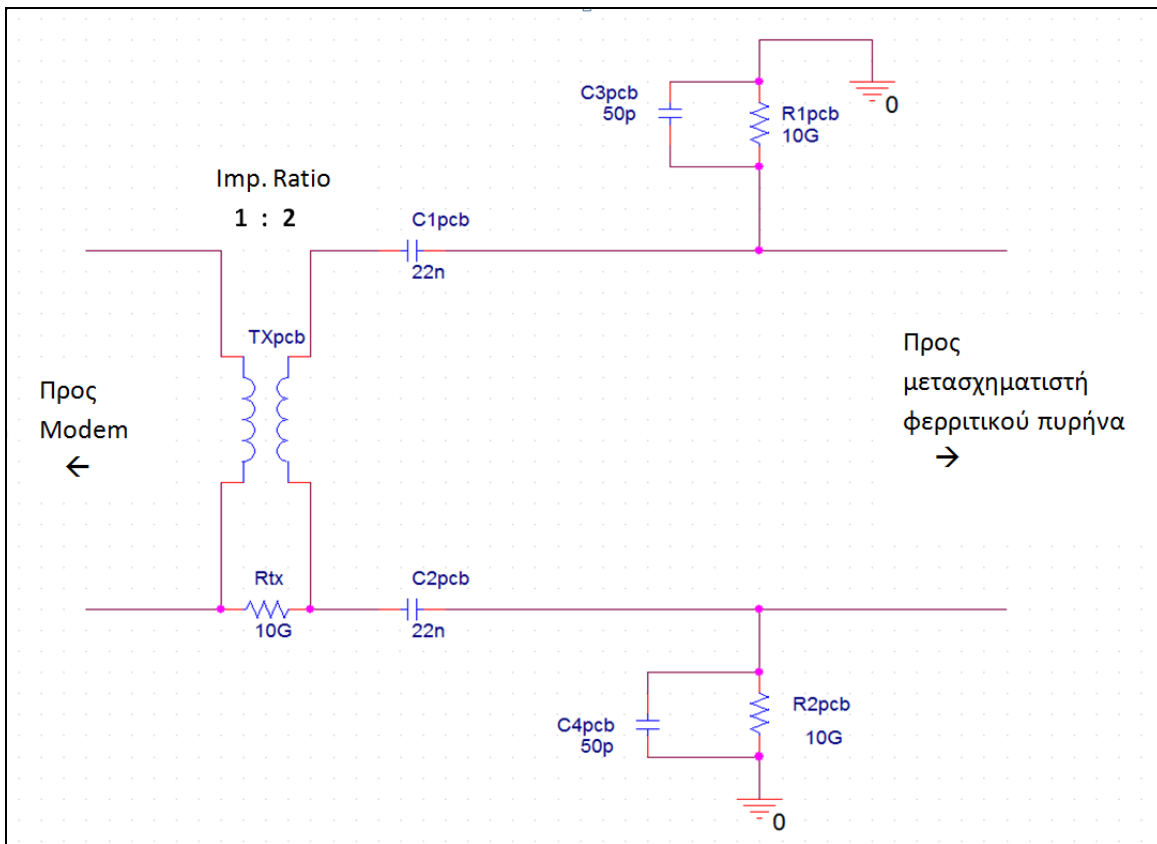 C3pcb
50p
R1pcb
10G
0
Imp. Ratio
1 : 2
C1pcb
22n
TXpcb
Προς
Modem
←
Προς
μετασχηματιστή
φερριτικού πυρήνα
→
Rtx
10G
C2pcb
22n
C4pcb
50p
R2pcb
10G
0